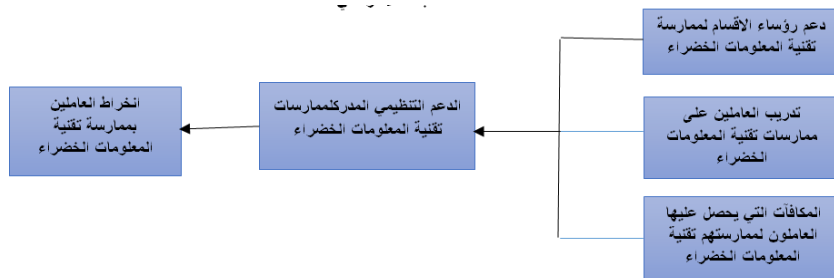 دعم رؤساء الاقسام لممارسة
تقنية المعلومات الخضراء
تدريب العاملين على
ممارسات تقنية المعلومات
الخضراء
المكافآت التي يحصل عليها
العاملون لممارستهم تقنية
المعلومات الخضراء
الدعم التنظيمي المدركلممارسات
تقنية المعلومات الخضراء
انخراط العاملين
بممارسة تقنية
المعلومات الخضراء